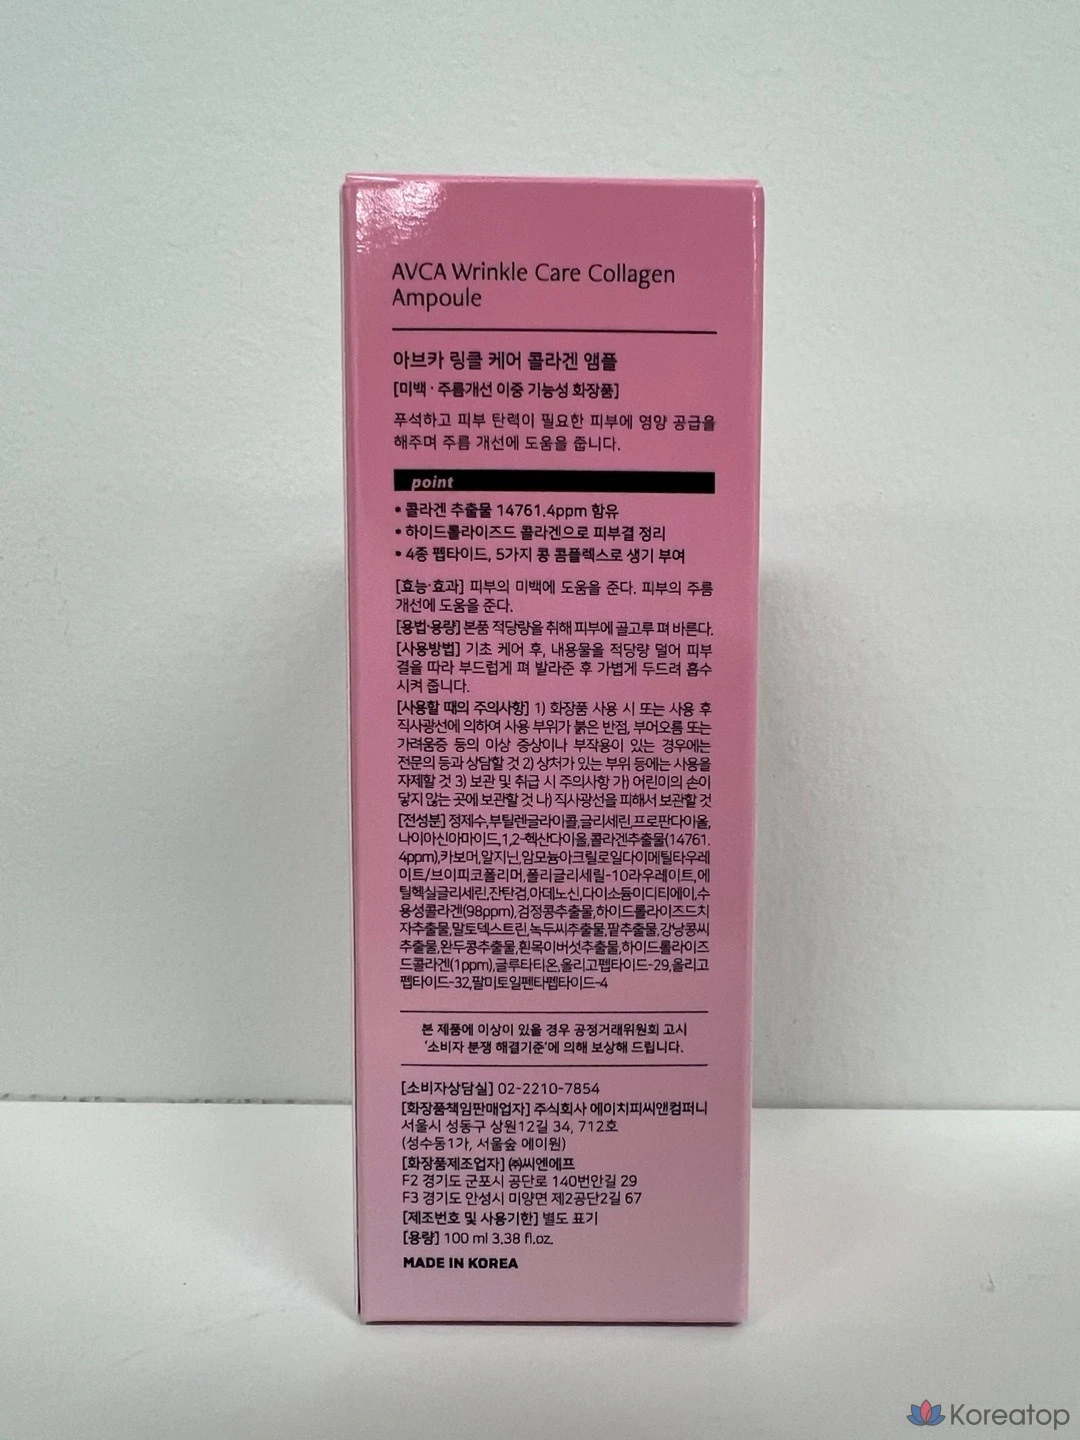 AVCA Wrinkle Care Collagen
Ampoule
아브카 링클 케어 콜라겐 앰플
[미백·주름개선 이중 기능성 화장품]
푸석하고 피부 탄력이 필요한 피부에 영양 공급을
해주며 주름 개선에 도움을 줍니다.
point
• 콜라겐 추출물 14761.4ppm 함유
• 하이드롤라이즈드 콜라겐으로 피부결 정리
• 4종 펩타이드, 5가지 콩 콤플렉스로 생기 부여
[효능·효과] 피부의 미백에 도움을 준다. 피부의 주름
개선에 도움을 준다.
[용법·용량] 본품 적당량을 취해 피부에 골고루 펴 바른다.
[사용방법] 기초 케어 후, 내용물을 적당량 덜어 피부
결을 따라 부드럽게 펴 발라준 후 가볍게 두드려 흡수
시켜 줍니다.
[사용할 때의 주의사항] 1) 화장품 사용 시 또는 사용 후
직사광선에 의하여 사용 부위가 붉은 반점, 부어오름 또는
가려움증 등의 이상 증상이나 부작용이 있는 경우에는
전문의 등과 상담할 것 2) 상처가 있는 부위 등에는 사용을
자제할 것 3) 보관 및 취급 시 주의사항 가) 어린이의 손이
닿지 않는 곳에 보관할 것 나) 직사광선을 피해서 보관할 것
[전성분] 정제수,부틸렌글라이콜,글리세린,프로판다이올,
나이아신아마이드,1,2-헥산다이올,콜라겐추출물(14761.
4ppm),카보머,알지닌,암모늄아크릴로일다이메틸타우레
이트/브이피코폴리머,폴리글리세릴-10라우레이트,에
틸헥실글리세린,잔탄검,아데노신,다이소듐이디티에이,수
용성콜라겐(98ppm),검정콩추출물,하이드롤라이즈드치
자추출물,말토덱스트린,녹두씨추출물,팥추출물,강낭콩씨
추출물,완두콩추출물,흰목이버섯추출물,하이드롤라이즈
드콜라겐(1ppm),글루타티온,올리고펩타이드-29,올리고
펩타이드-32,팔미토일펜타펩타이드-4
본 제품에 이상이 있을 경우 공정거래위원회 고시
'소비자 분쟁 해결기준'에 의해 보상해 드립니다.
[소비자상담실] 02-2210-7854
[화장품책임판매업자] 주식회사 에이치피씨앤컴퍼니
서울시 성동구 상원12길 34, 712호
(성수동1가, 서울숲 에이원)
[화장품제조업자] ㈜씨엔에프
F2 경기도 군포시 공단로 140번안길 29
F3 경기도 안성시 미양면 제2공단2길 67
[제조번호 및 사용기한] 별도 표기
[용량] 100 ml 3.38 fl.oz.
MADE IN KOREA
Koreatop